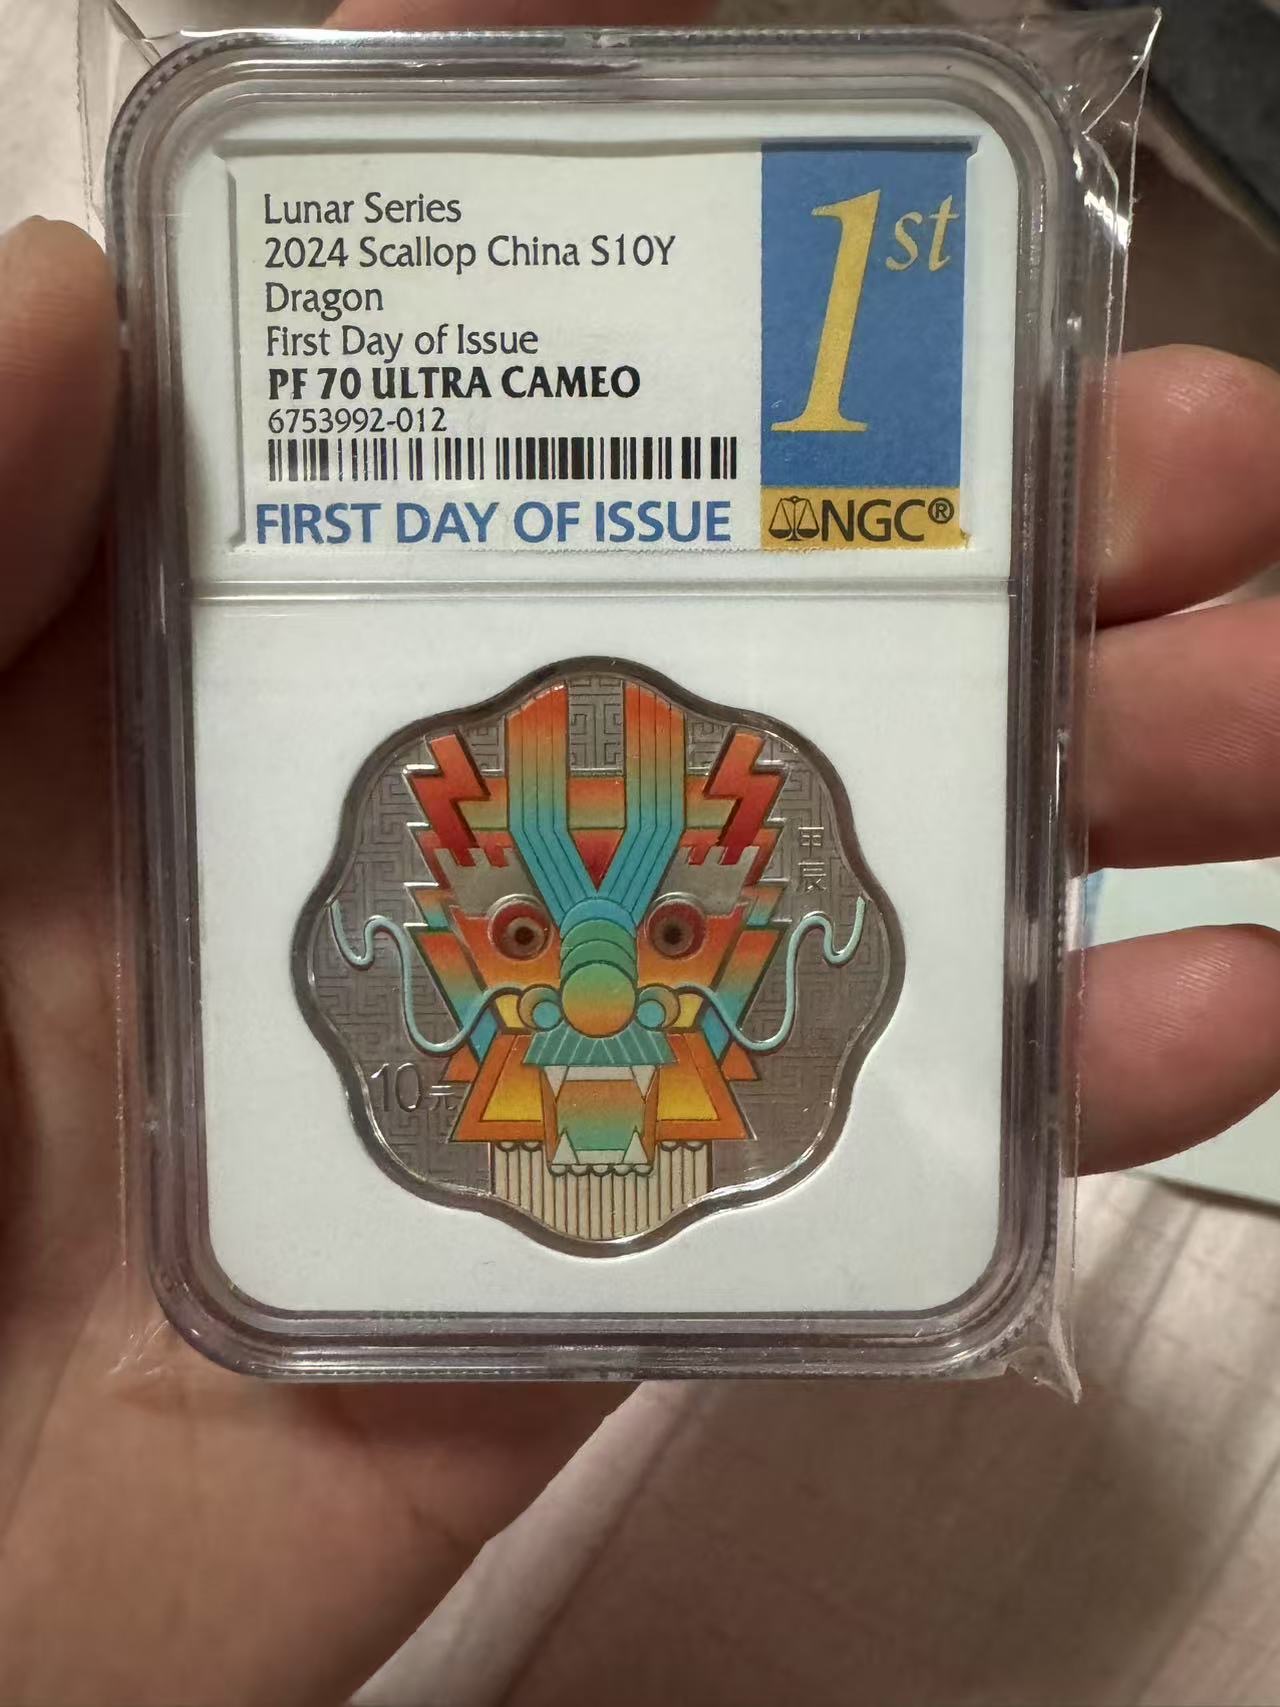 Lunar Series
2024 Scallop China S10Y
Dragon
First Day of Issue
PF 70 ULTRA CAMEO
6753992-012
FIRST DAY OF ISSUE
1st
NGC®
甲辰
10元